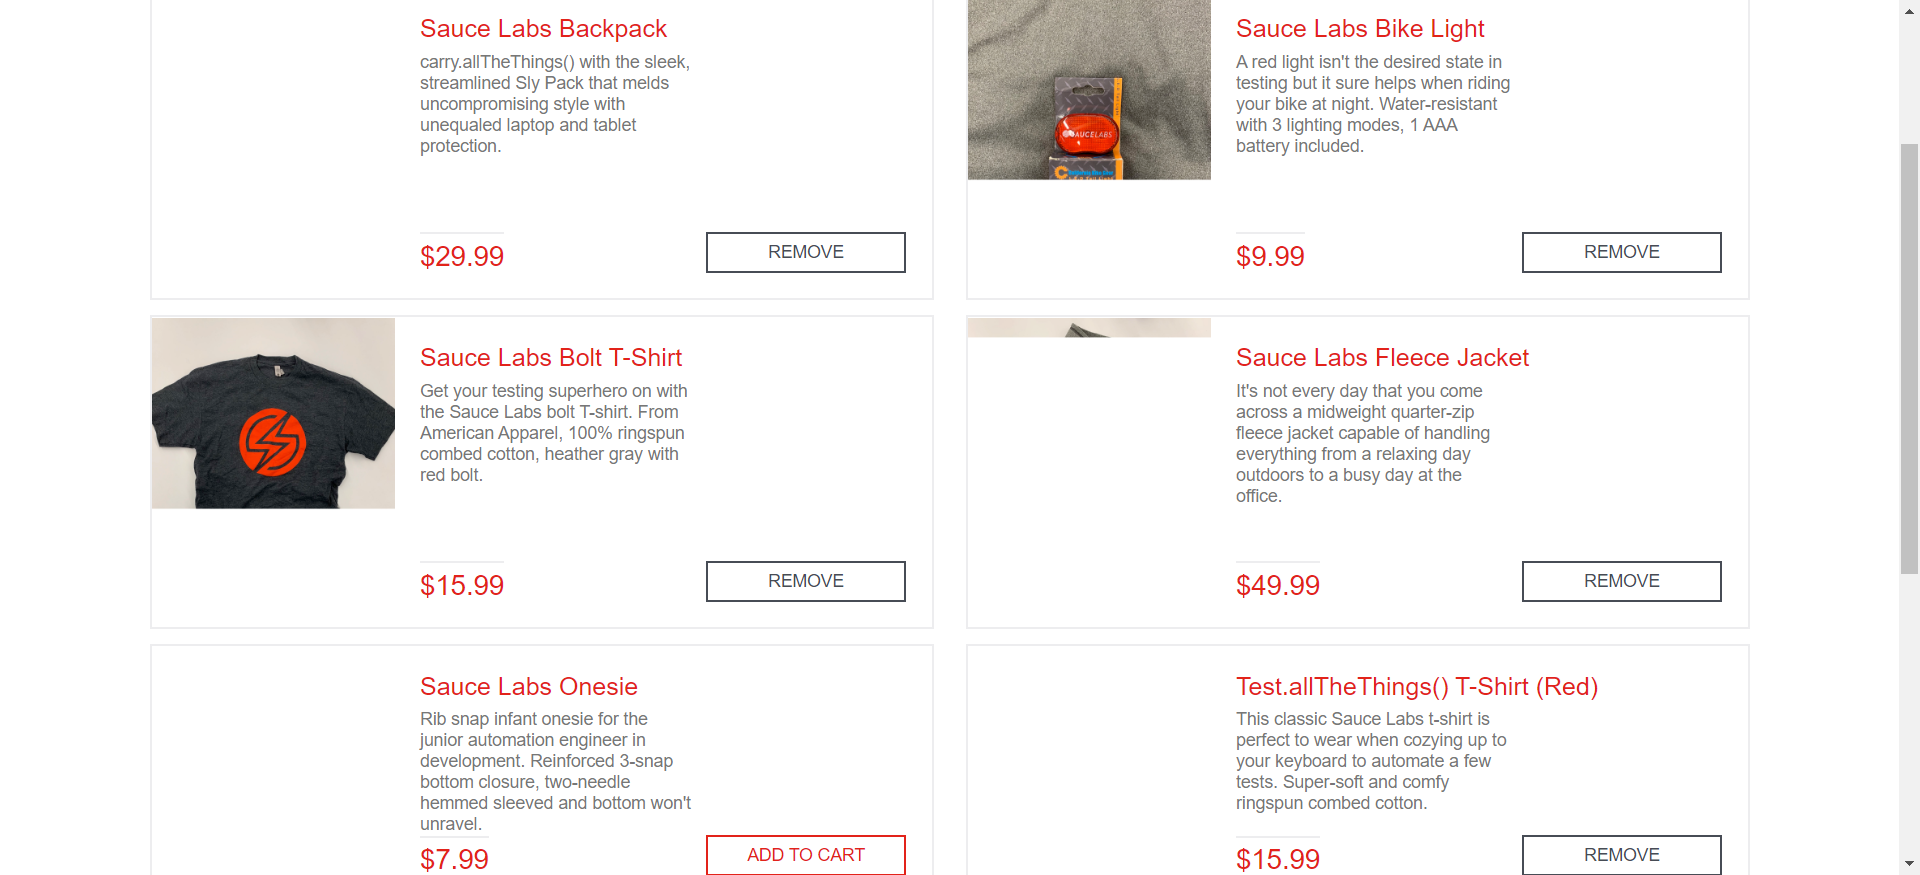 Sauce Labs Backpack
carry.allTheThings() with the sleek,
streamlined Sly Pack that melds
uncompromising style with
unequaled laptop and tablet
protection.
$29.99
REMOVE
Sauce Labs Bike Light
A red light isn't the desired state in
testing but it sure helps when riding
your bike at night. Water-resistant
with 3 lighting modes, 1 AAA
battery included.
$9.99
REMOVE
AUCELABS
Sauce Labs Bolt T-Shirt
Get your testing superhero on with
the Sauce Labs bolt T-shirt. From
American Apparel, 100% ringspun
combed cotton, heather gray with
red bolt.
$15.99
REMOVE
Sauce Labs Fleece Jacket
It's not every day that you come
across a midweight quarter-zip
fleece jacket capable of handling
everything from a relaxing day
outdoors to a busy day at the
office.
$49.99
REMOVE
Sauce Labs Onesie
Rib snap infant onesie for the
junior automation engineer in
development. Reinforced 3-snap
bottom closure, two-needle
hemmed sleeved and bottom won't
unravel.
$7.99
ADD TO CART
Test.allTheThings() T-Shirt (Red)
This classic Sauce Labs t-shirt is
perfect to wear when cozying up to
your keyboard to automate a few
tests. Super-soft and comfy
ringspun combed cotton.
$15.99
REMOVE